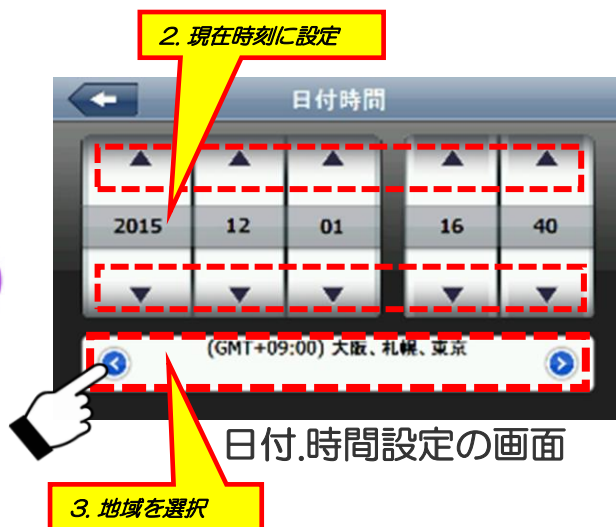 2. 現在時刻に設定
日付時間
2015 12 01 16 40
(GMT+09:00) 大阪、札幌、東京
日付.時間設定の画面
3. 地域を選択